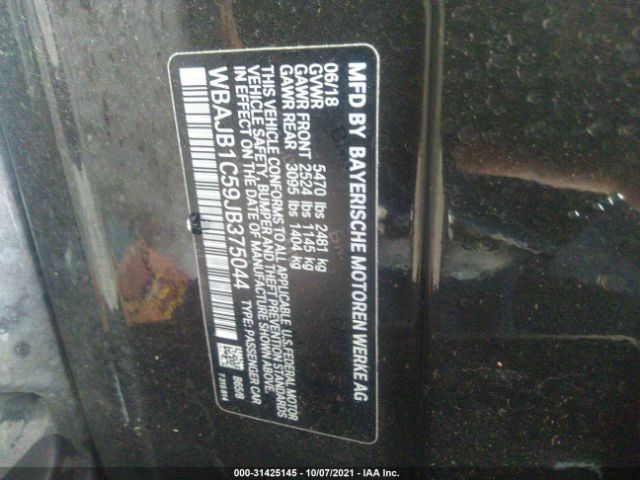 MFD BY BAYERISCHE MOTOREN WERKE AG
06/18
GVWR 5470 lbs 2481 kg
GAWR FRONT 2524 lbs 1145 kg
GAWR REAR 3095 lbs 1404 kg
THIS VEHICLE CONFORMS TO ALL APPLICABLE U.S. FEDERAL MOTOR
VEHICLE SAFETY, BUMPER AND THEFT PREVENTION STANDARDS
IN EFFECT ON THE DATE OF MANUFACTURE SHOWN ABOVE.
WBAJB1C59JB375044 TYPE: PASSENGER CAR
000-31425145 - 10/07/2021 - IAA Inc.